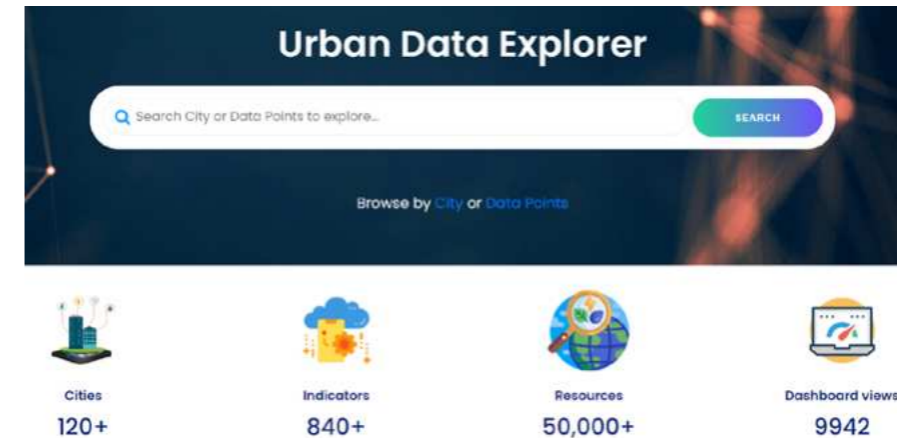 Urban Data Explorer
Search City or Data Points to explore...
SEARCH
Browse by City or Data Points
Cities
Indicators
Resources
Dashboard views
120+
840+
50,000+
9942